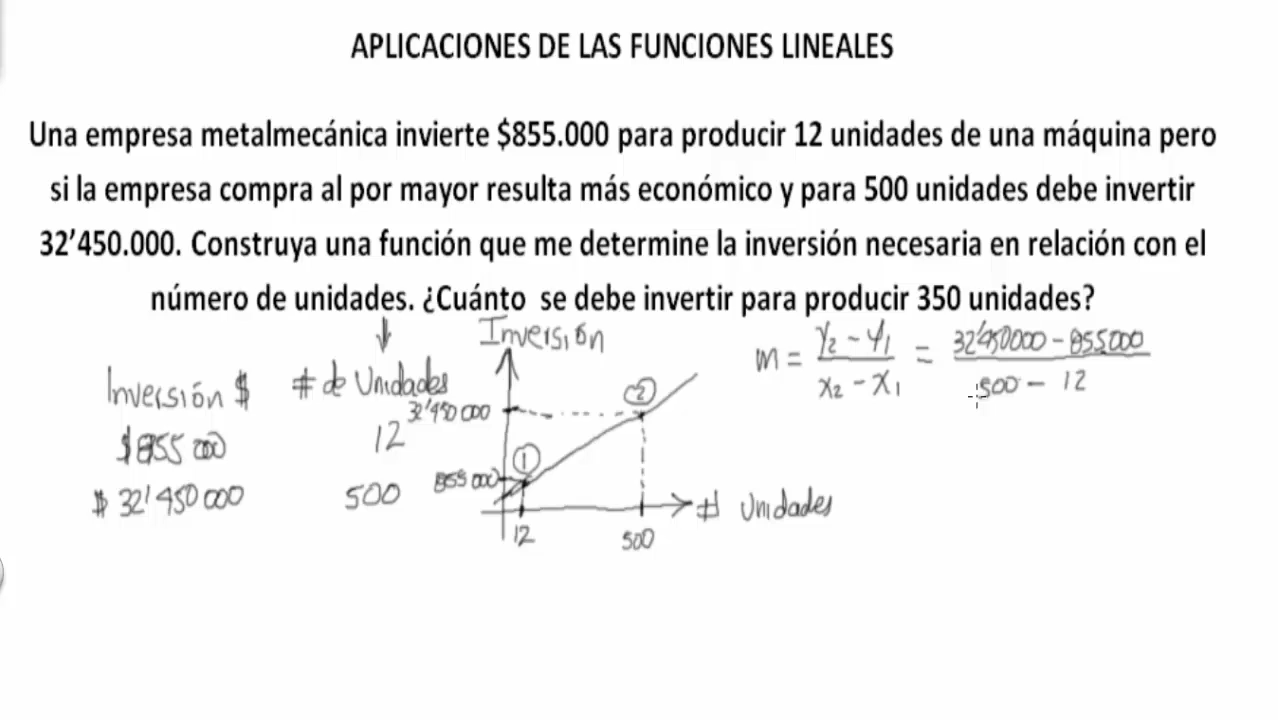 APLICACIONES DE LAS FUNCIONES LINEALES
Una empresa metalmecánica invierte $855.000 para producir 12 unidades de una máquina pero
si la empresa compra al por mayor resulta más económico y para 500 unidades debe invertir
32’450.000. Construya una función que me determine la inversión necesaria en relación con el
número de unidades. ¿Cuánto se debe invertir para producir 350 unidades?
Inversión $ # de Unidades
$855 000 12
$ 32'450 000 500
Inversión
32'450 000
②
①
855 000
12 500
# Unidades
m = Y2 - Y1 / X2 - X1 = 32'450000 - 855000 / 500 - 12